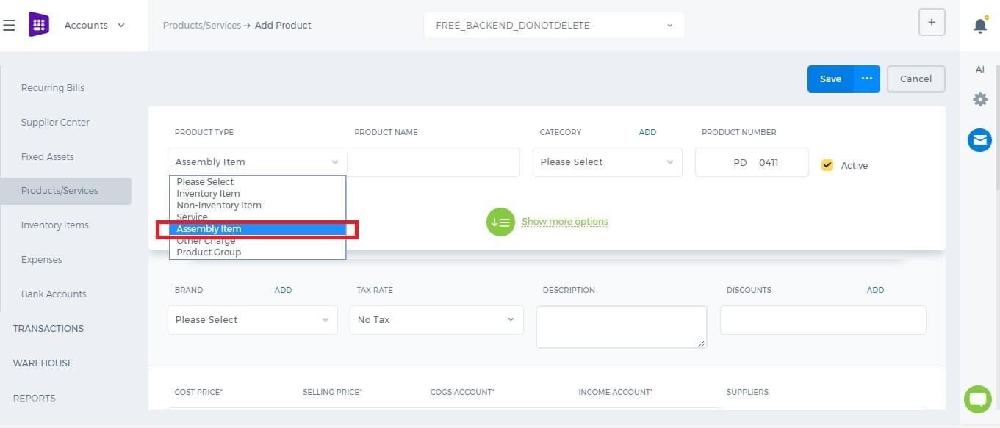 Accounts
Products/Services → Add Product
FREE_BACKEND_DONOTDELETE
+
Save
...
Cancel
AI
Recurring Bills
Supplier Center
Fixed Assets
Products/Services
Inventory Items
Expenses
Bank Accounts
TRANSACTIONS
WAREHOUSE
REPORTS
PRODUCT TYPE
PRODUCT NAME
CATEGORY
ADD
PRODUCT NUMBER
Assembly Item
Please Select
PD 0411
Active
Please Select
Inventory Item
Non-Inventory Item
Service
Assembly Item
Other Charge
Product Group
Show more options
BRAND
ADD
TAX RATE
DESCRIPTION
DISCOUNTS
ADD
Please Select
No Tax
COST PRICE*
SELLING PRICE*
COGS ACCOUNT*
INCOME ACCOUNT*
SUPPLIERS